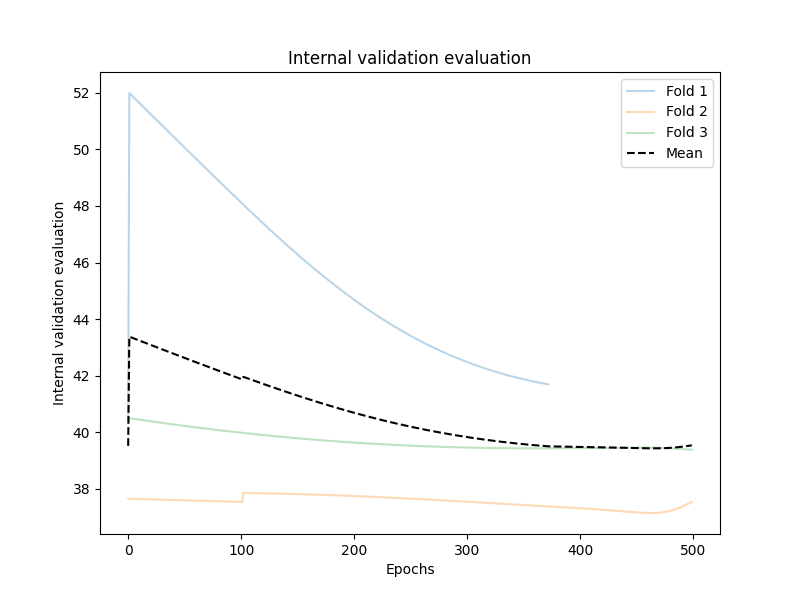 Internal validation evaluation
Fold 1
Fold 2
Fold 3
Mean
Internal validation evaluation
52
50
48
46
44
42
40
38
0 100 200 300 400 500
Epochs